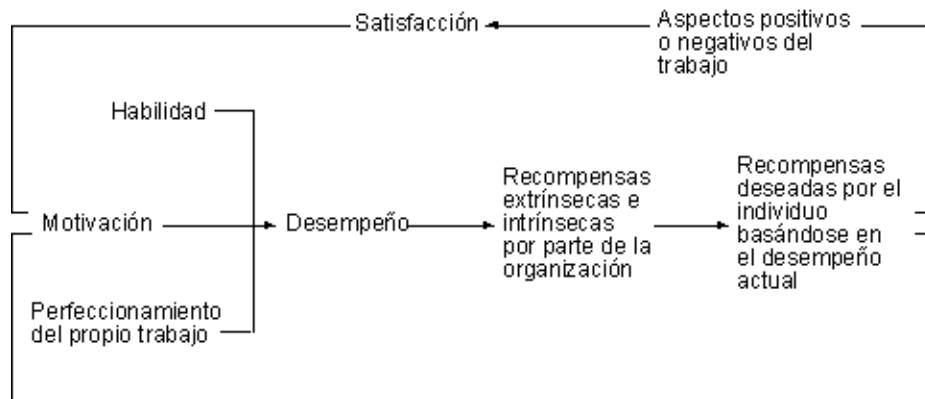 Satisfacción
Aspectos positivos
o negativos del
trabajo
Habilidad
Motivación
Perfeccionamiento
del propio trabajo
Desempeño
Recompensas
extrínsecas e
intrínsecas
por parte de la
organización
Recompensas
deseadas por el
individuo
basándose en
el desempeño
actual